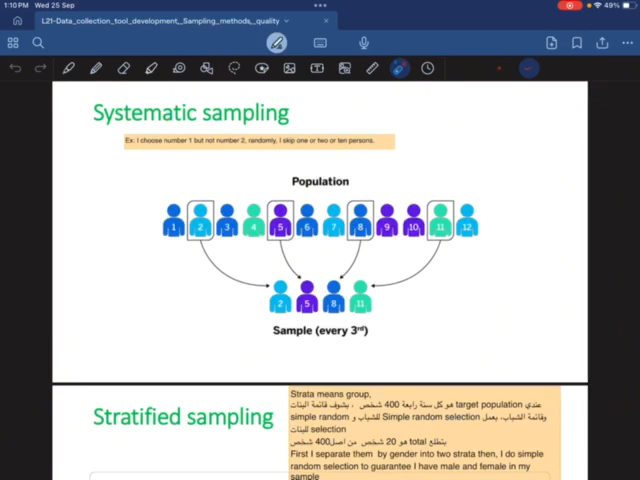 1:10 PM Wed 25 Sep
49%
L21-Data_collection_tool_development,_Sampling_methods,_quality
Systematic sampling
Ex: I choose number 1 but not number 2, randomly, I skip one or two or ten persons.
Population
1 2 3 4 5 6 7 8 9 10 11 12
2 5 8 11
Sample (every 3rd)
Stratified sampling
Strata means group,
عندي target population هو كل سنة رابعة 400 شخص ، بشوف قائمة البنات
وقائمة الشباب، بعمل Simple random selection للشباب و simple random
selection للبنات
بتطلع total هو 20 شخص من اصل400 شخص
First I separate them by gender into two strata then, I do simple
random selection to guarantee I have male and female in my
sample